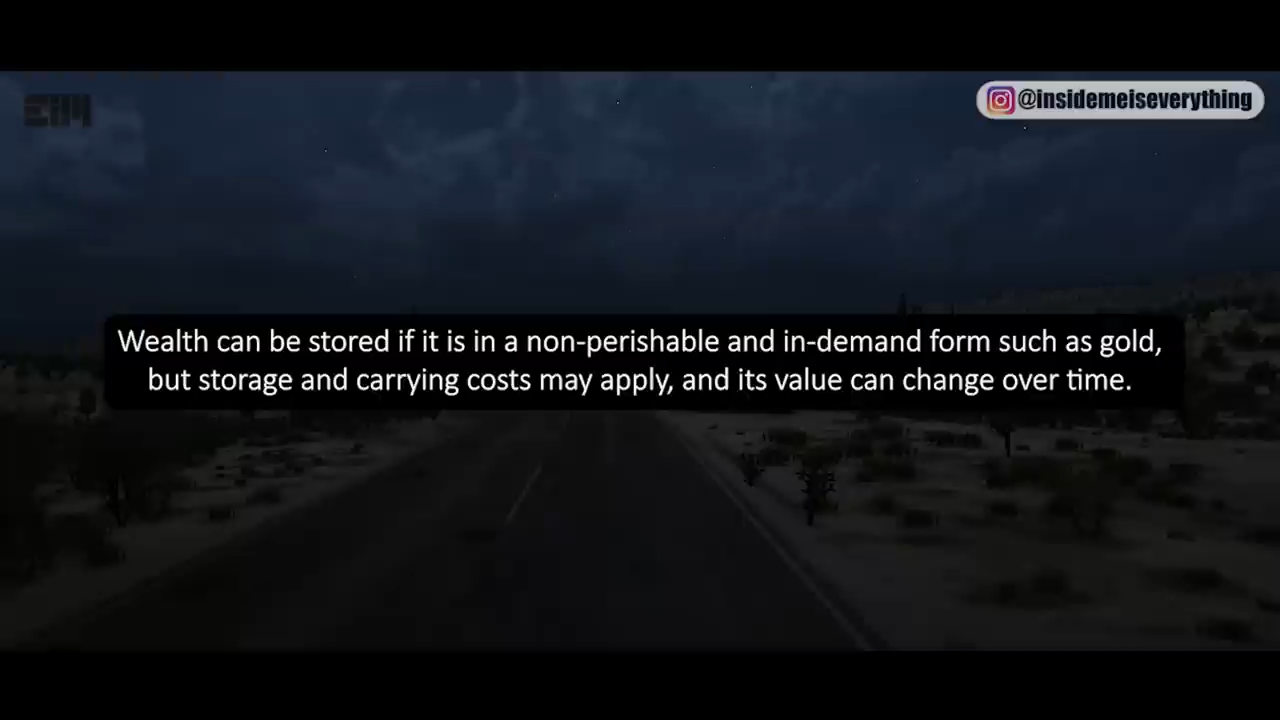 @insidemeiseverything
Wealth can be stored if it is in a non-perishable and in-demand form such as gold,
but storage and carrying costs may apply, and its value can change over time.